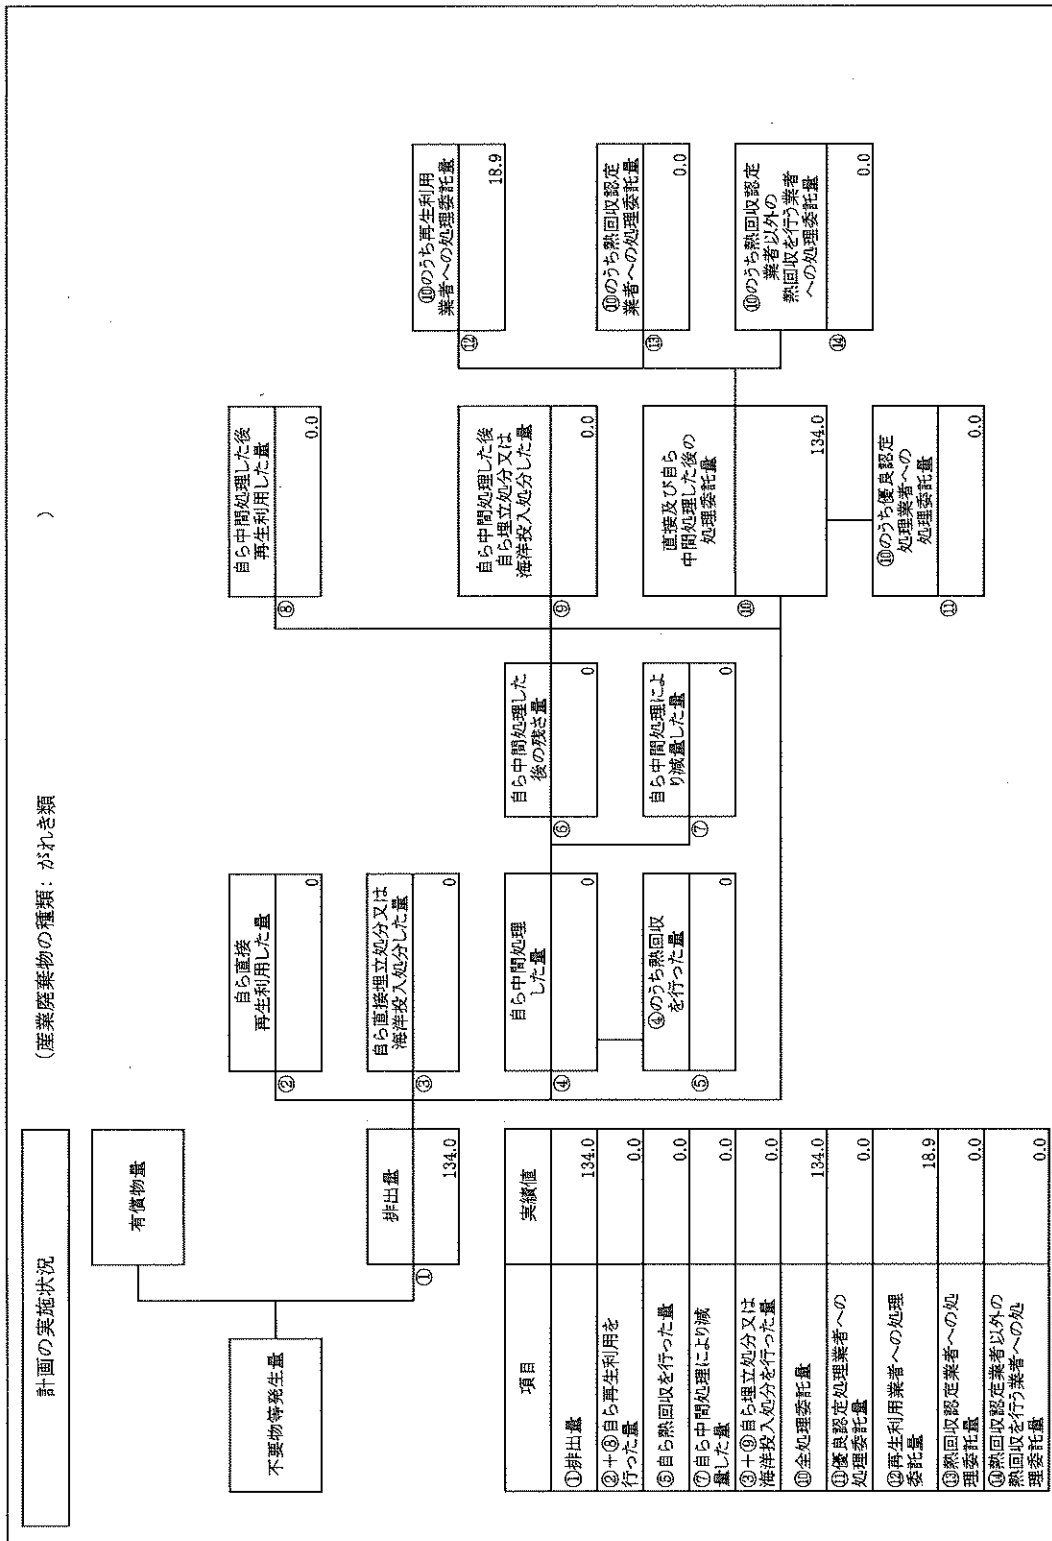 計画の実施状況
(産業廃棄物の種類: がれき類 )
不要物等発生量
有償物量
①
排出量
134.0
②
自ら直接
再生利用した量
0
③
自ら直接埋立処分又は
海洋投入処分した量
0
④
自ら中間処理
した量
0
⑤
④のうち熱回収
を行った量
0
⑥
自ら中間処理した
後の残さ量
0
⑦
自ら中間処理によ
り減量した量
0
⑧
自ら中間処理した後
再生利用した量
0.0
⑨
自ら中間処理した後
自ら埋立処分又は
海洋投入処分した量
0.0
⑩
直接及び自ら
中間処理した後の
処理委託量
134.0
⑪
⑩のうち優良認定
処理業者への
処理委託量
0.0
⑫
⑩のうち再生利用
業者への処理委託量
18.9
⑬
⑩のうち熱回収認定
業者への処理委託量
0.0
⑭
⑩のうち熱回収認定
業者以外の
熱回収を行う業者
への処理委託量
0.0
項目 実績値
①排出量 134.0
②+⑧自ら再生利用を
行った量 0.0
⑤自ら熱回収を行った量 0.0
⑦自ら中間処理により減
量した量 0.0
③+⑨自ら埋立処分又は
海洋投入処分を行った量 0.0
⑩全処理委託量 134.0
⑪優良認定処理業者への
処理委託量 0.0
⑫再生利用業者への処理
委託量 18.9
⑬熱回収認定業者への処
理委託量 0.0
⑭熱回収認定業者以外の
熱回収を行う業者への処
理委託量 0.0